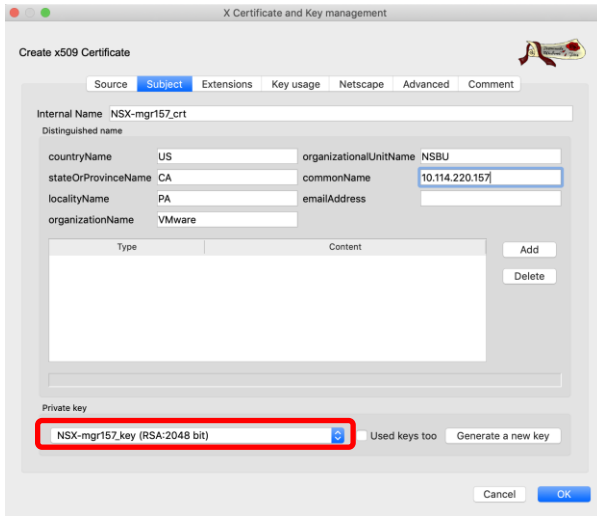 X Certificate and Key management
Create x509 Certificate
Source Subject Extensions Key usage Netscape Advanced Comment
Internal Name NSX-mgr157_crt
Distinguished name
countryName US organizationalUnitName NSBU
stateOrProvinceName CA commonName 10.114.220.157
localityName PA emailAddress
organizationName VMware
Type Content
Add
Delete
Private key
NSX-mgr157_key (RSA:2048 bit) Used keys too Generate a new key
Cancel OK